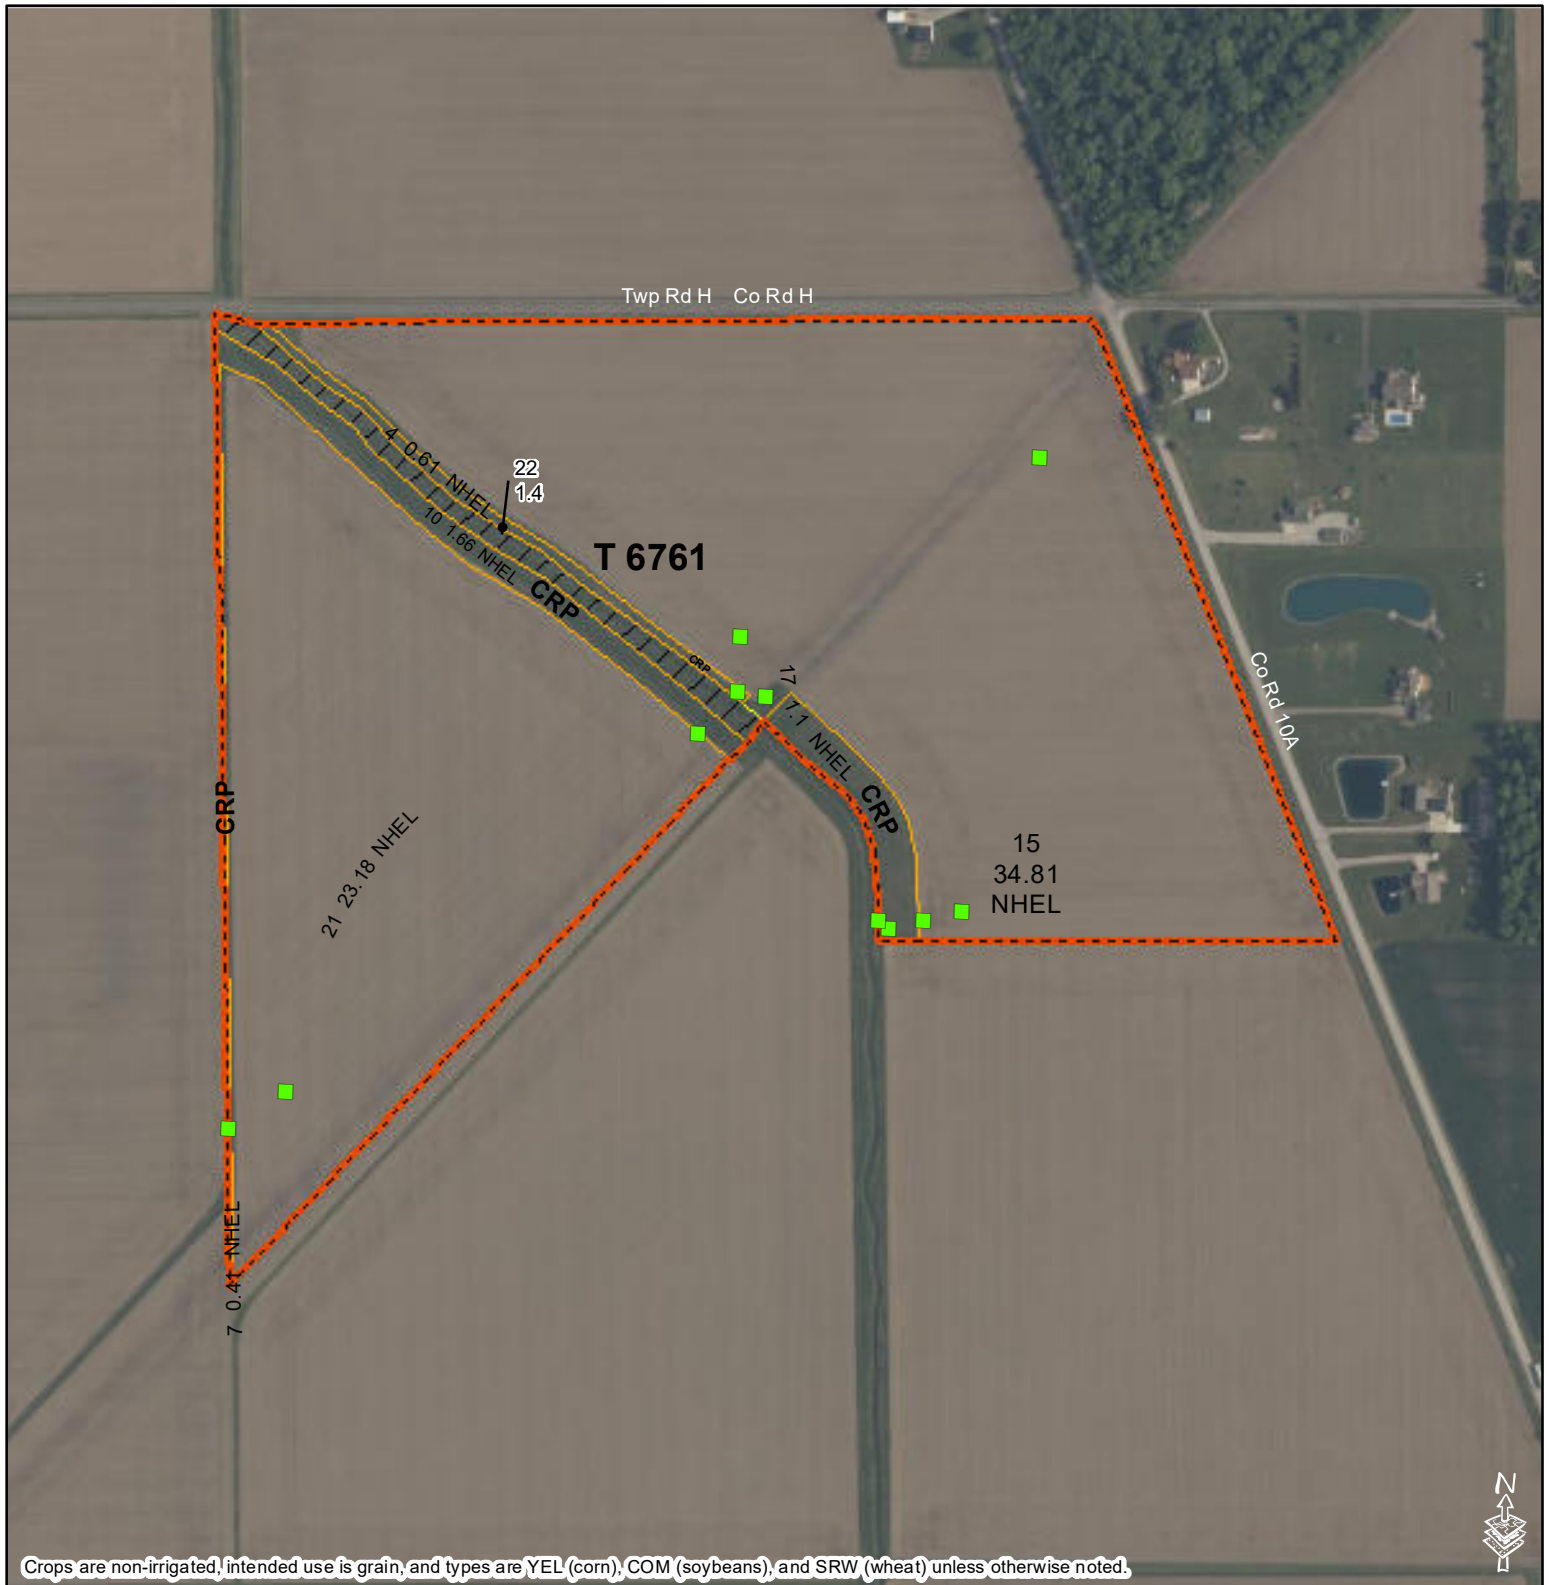 Twp Rd H Co Rd H
4 0.61 NHEL
22
1.4
10 1.66 NHEL
CRP
T 6761
CRP
17
7.1 NHEL
CRP
Co Rd 10A
CRP
21 23.18 NHEL
15
34.81
NHEL
7 0.41 NHEL
N
Crops are non-irrigated, intended use is grain, and types are YEL (corn), COM (soybeans), and SRW (wheat) unless otherwise noted.